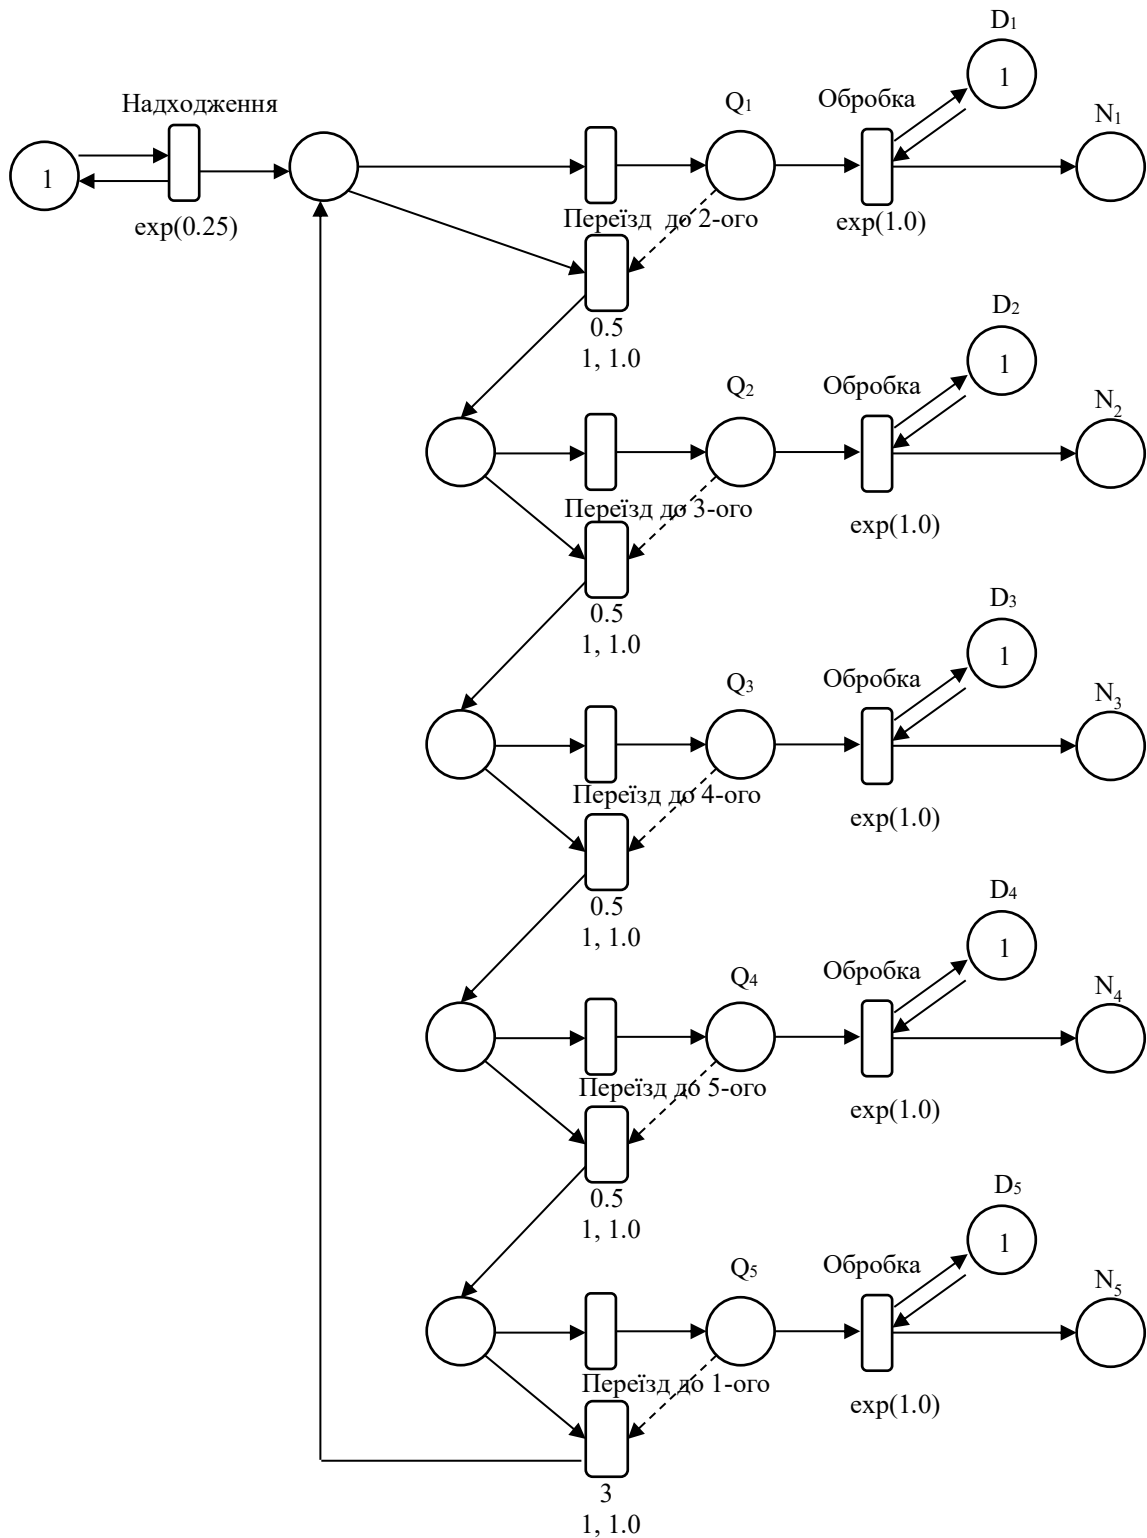 D1
1
Надходження
Q1
Обробка
N1
1
exp(0.25)
Переїзд до 2-ого
exp(1.0)
0.5
1, 1.0
D2
1
Q2
Обробка
N2
Переїзд до 3-ого
exp(1.0)
0.5
1, 1.0
D3
1
Q3
Обробка
N3
Переїзд до 4-ого
exp(1.0)
0.5
1, 1.0
D4
1
Q4
Обробка
N4
Переїзд до 5-ого
exp(1.0)
0.5
1, 1.0
D5
1
Q5
Обробка
N5
Переїзд до 1-ого
exp(1.0)
3
1, 1.0